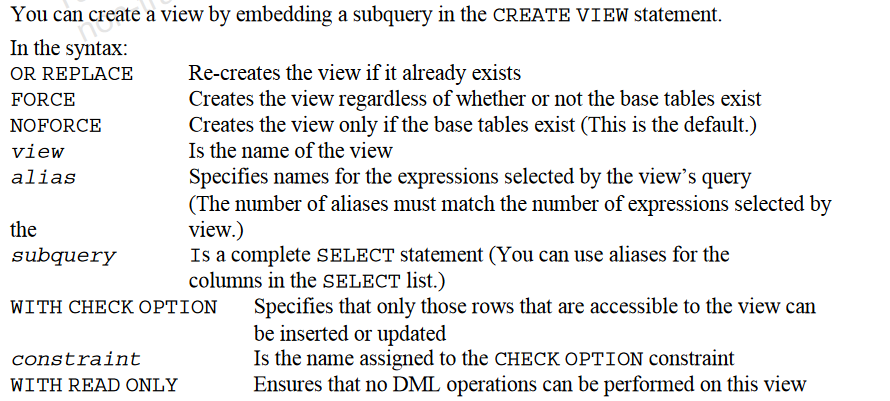 You can create a view by embedding a subquery in the CREATE VIEW statement.
In the syntax:
OR REPLACE Re-creates the view if it already exists
FORCE Creates the view regardless of whether or not the base tables exist
NOFORCE Creates the view only if the base tables exist (This is the default.)
view Is the name of the view
alias Specifies names for the expressions selected by the view’s query
(The number of aliases must match the number of expressions selected by
the view.)
subquery Is a complete SELECT statement (You can use aliases for the
columns in the SELECT list.)
WITH CHECK OPTION Specifies that only those rows that are accessible to the view can
be inserted or updated
constraint Is the name assigned to the CHECK OPTION constraint
WITH READ ONLY Ensures that no DML operations can be performed on this view